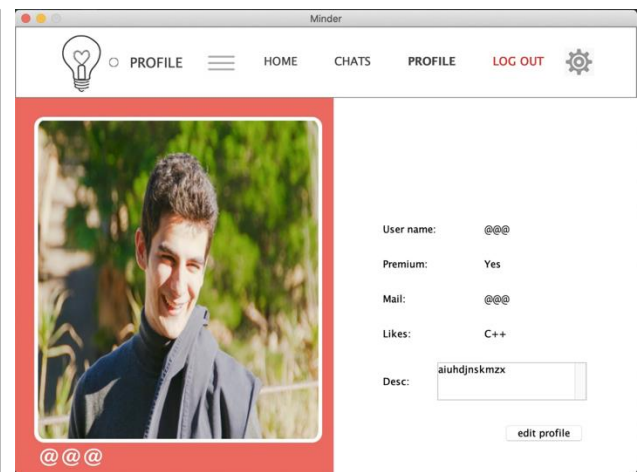 Minder
PROFILE HOME CHATS PROFILE LOG OUT
User name: @@@
Premium: Yes
Mail: @@@
Likes: C++
Desc: aiuhdjnskmzx
edit profile
@@@